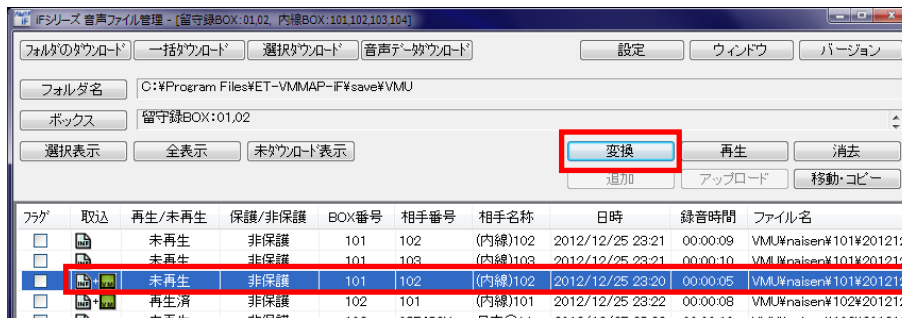 iFシリーズ 音声ファイル管理 - [留守録BOX:01,02, 内線BOX:101,102,103,104]
フォルダのダウンロード 一括ダウンロード 選択ダウンロード 音声データダウンロード 設定 ウィンドウ バージョン
フォルダ名 C:¥Program Files¥ET-VMMAP-iF¥save¥VMU
ボックス 留守録BOX:01,02
選択表示 全表示 未ダウンロード表示 変換 再生 消去
追加 アップロード 移動・コピー
フラグ 取込 再生/未再生 保護/非保護 BOX番号 相手番号 相手名称 日時 録音時間 ファイル名
未再生 非保護 101 102 (内線)102 2012/12/25 23:21 00:00:09 VMU¥naisen¥101¥201212
未再生 非保護 101 103 (内線)103 2012/12/25 23:21 00:00:10 VMU¥naisen¥101¥201212
未再生 非保護 101 102 (内線)102 2012/12/25 23:20 00:00:05 VMU¥naisen¥101¥201212
再生済 非保護 102 101 (内線)101 2012/12/25 23:22 00:00:08 VMU¥naisen¥102¥201212